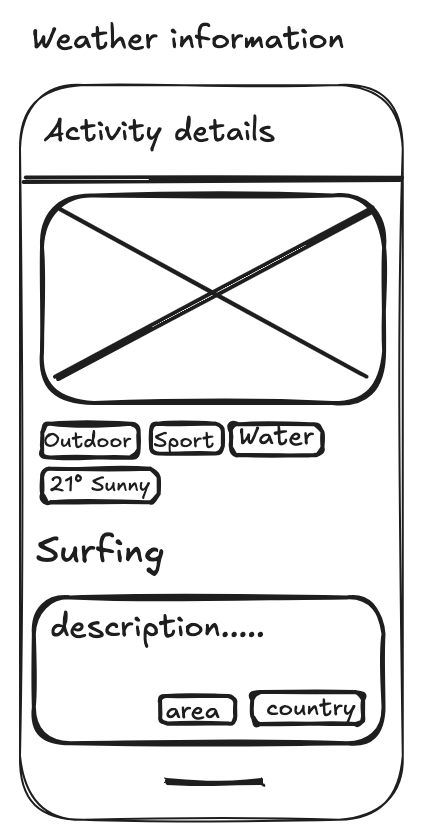 Weather information
Activity details
Outdoor Sport Water
21° Sunny
Surfing
description.....
area country